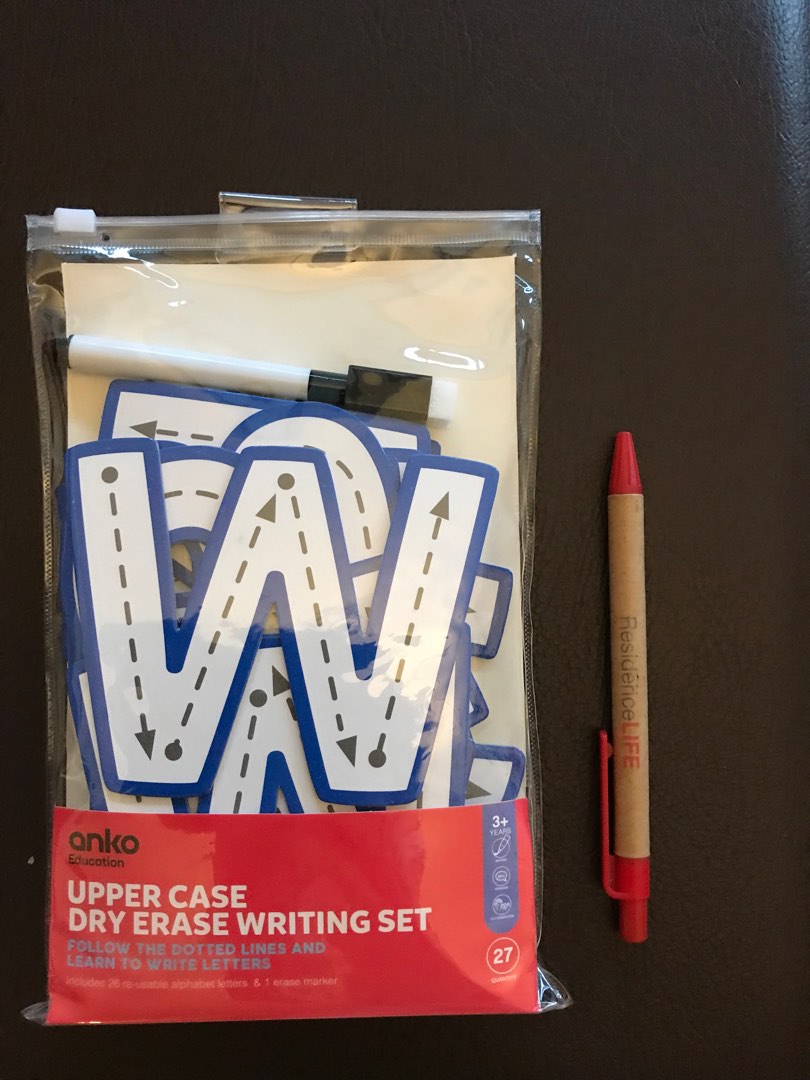 W
anko
Education
UPPER CASE
DRY ERASE WRITING SET
FOLLOW THE DOTTED LINES AND
LEARN TO WRITE LETTERS
includes 26 re-usable alphabet letters & 1 erase marker
3+
YEARS
27
QUANTITY
ResidenceLIFE